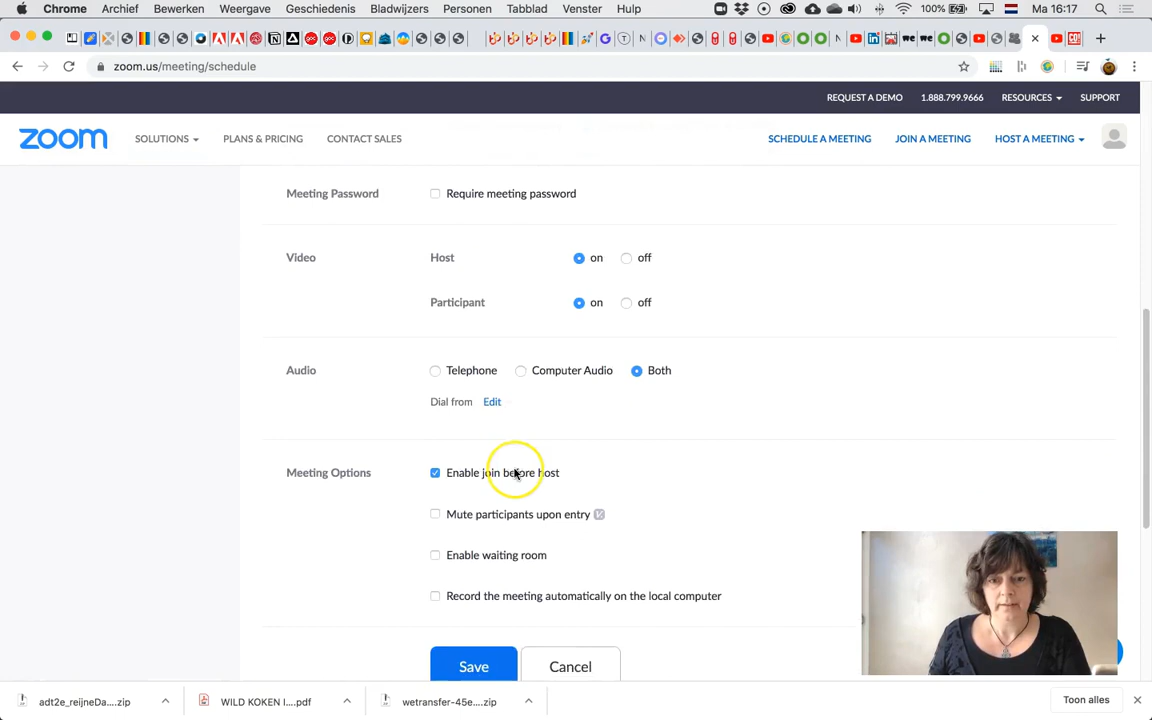 Chrome Archief Bewerken Weergave Geschiedenis Bladwijzers Personen Tabblad Venster Hulp 100% Ma 16:17
zoom.us/meeting/schedule
REQUEST A DEMO 1.888.799.9666 RESOURCES SUPPORT
zoom SOLUTIONS PLANS & PRICING CONTACT SALES SCHEDULE A MEETING JOIN A MEETING HOST A MEETING
Meeting Password Require meeting password
Video Host on off
Participant on off
Audio Telephone Computer Audio Both
Dial from Edit
Meeting Options Enable join before host
Mute participants upon entry
Enable waiting room
Record the meeting automatically on the local computer
Save Cancel
adt2e_reijneDa....zip WILD KOKEN I....pdf wetransfer-45e....zip Toon alles